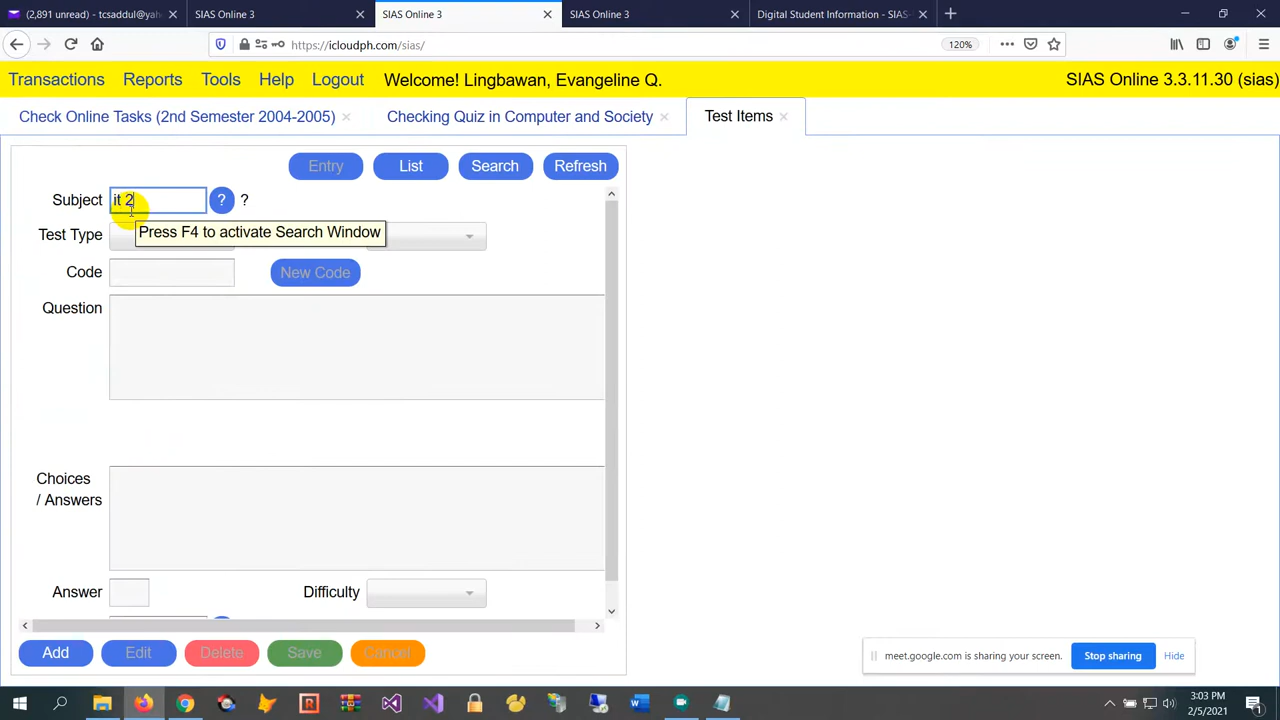 (2,891 unread) - tcsaddul@yah
SIAS Online 3
SIAS Online 3
SIAS Online 3
Digital Student Information - SIAS-
https://icloudph.com/sias/
120%
Transactions Reports Tools Help Logout Welcome! Lingbawan, Evangeline Q. SIAS Online 3.3.11.30 (sias)
Check Online Tasks (2nd Semester 2004-2005)
Checking Quiz in Computer and Society
Test Items
Entry List Search Refresh
Subject it 2 ? ?
Press F4 to activate Search Window
Test Type
Code New Code
Question
Choices
/ Answers
Answer Difficulty
Add Edit Delete Save Cancel
meet.google.com is sharing your screen. Stop sharing Hide
3:03 PM
2/5/2021